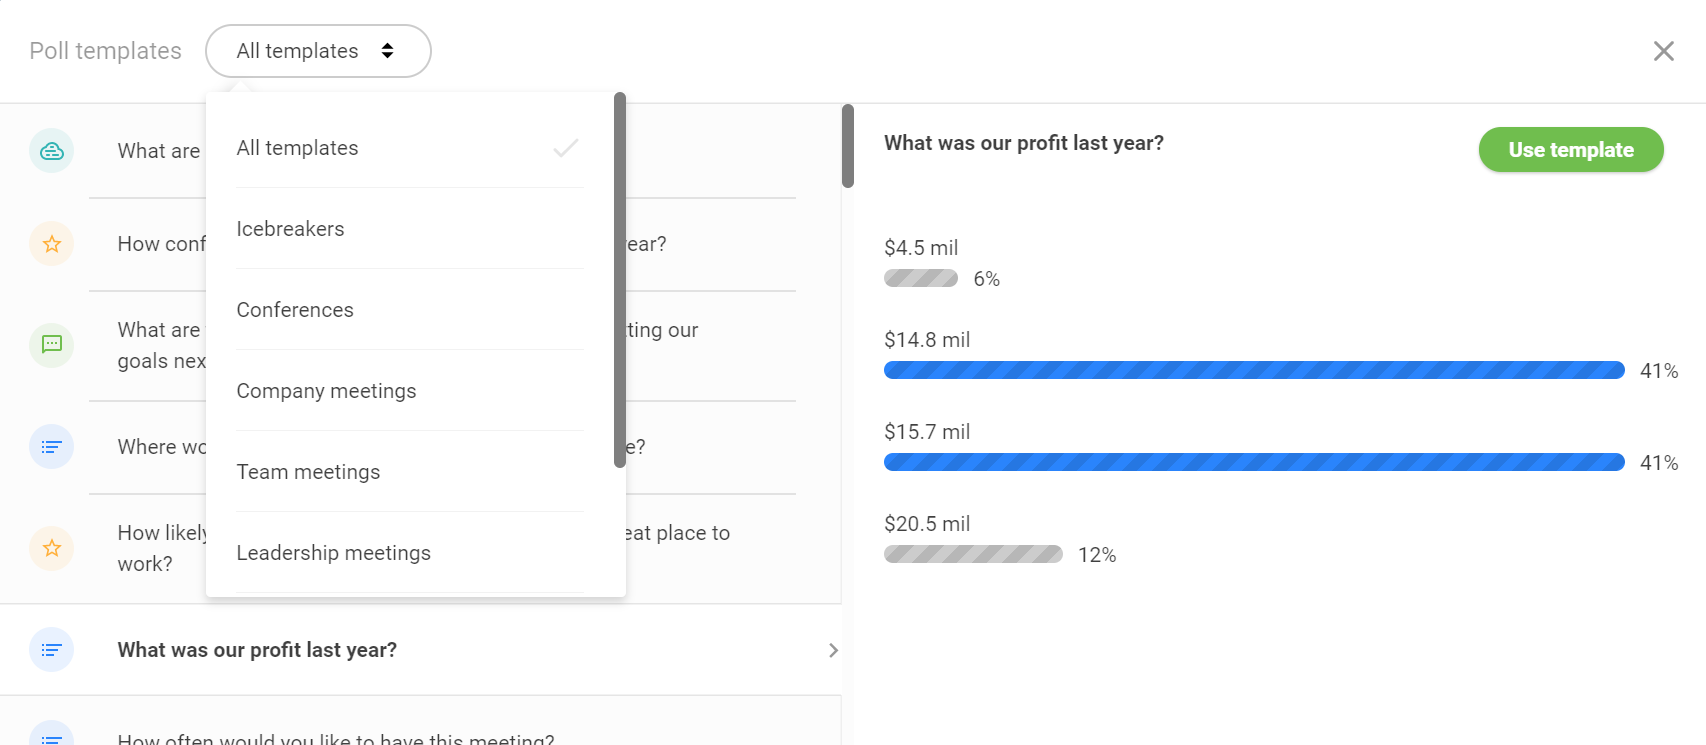 Poll templates
All templates
All templates
Icebreakers
Conferences
Company meetings
Team meetings
Leadership meetings
What are
How conf
ear?
What are
tting our
goals nex
Where wo
e?
How likely
eat place to
work?
What was our profit last year?
How often would you like to have this meeting?
What was our profit last year?
Use template
$4.5 mil
6%
$14.8 mil
41%
$15.7 mil
41%
$20.5 mil
12%